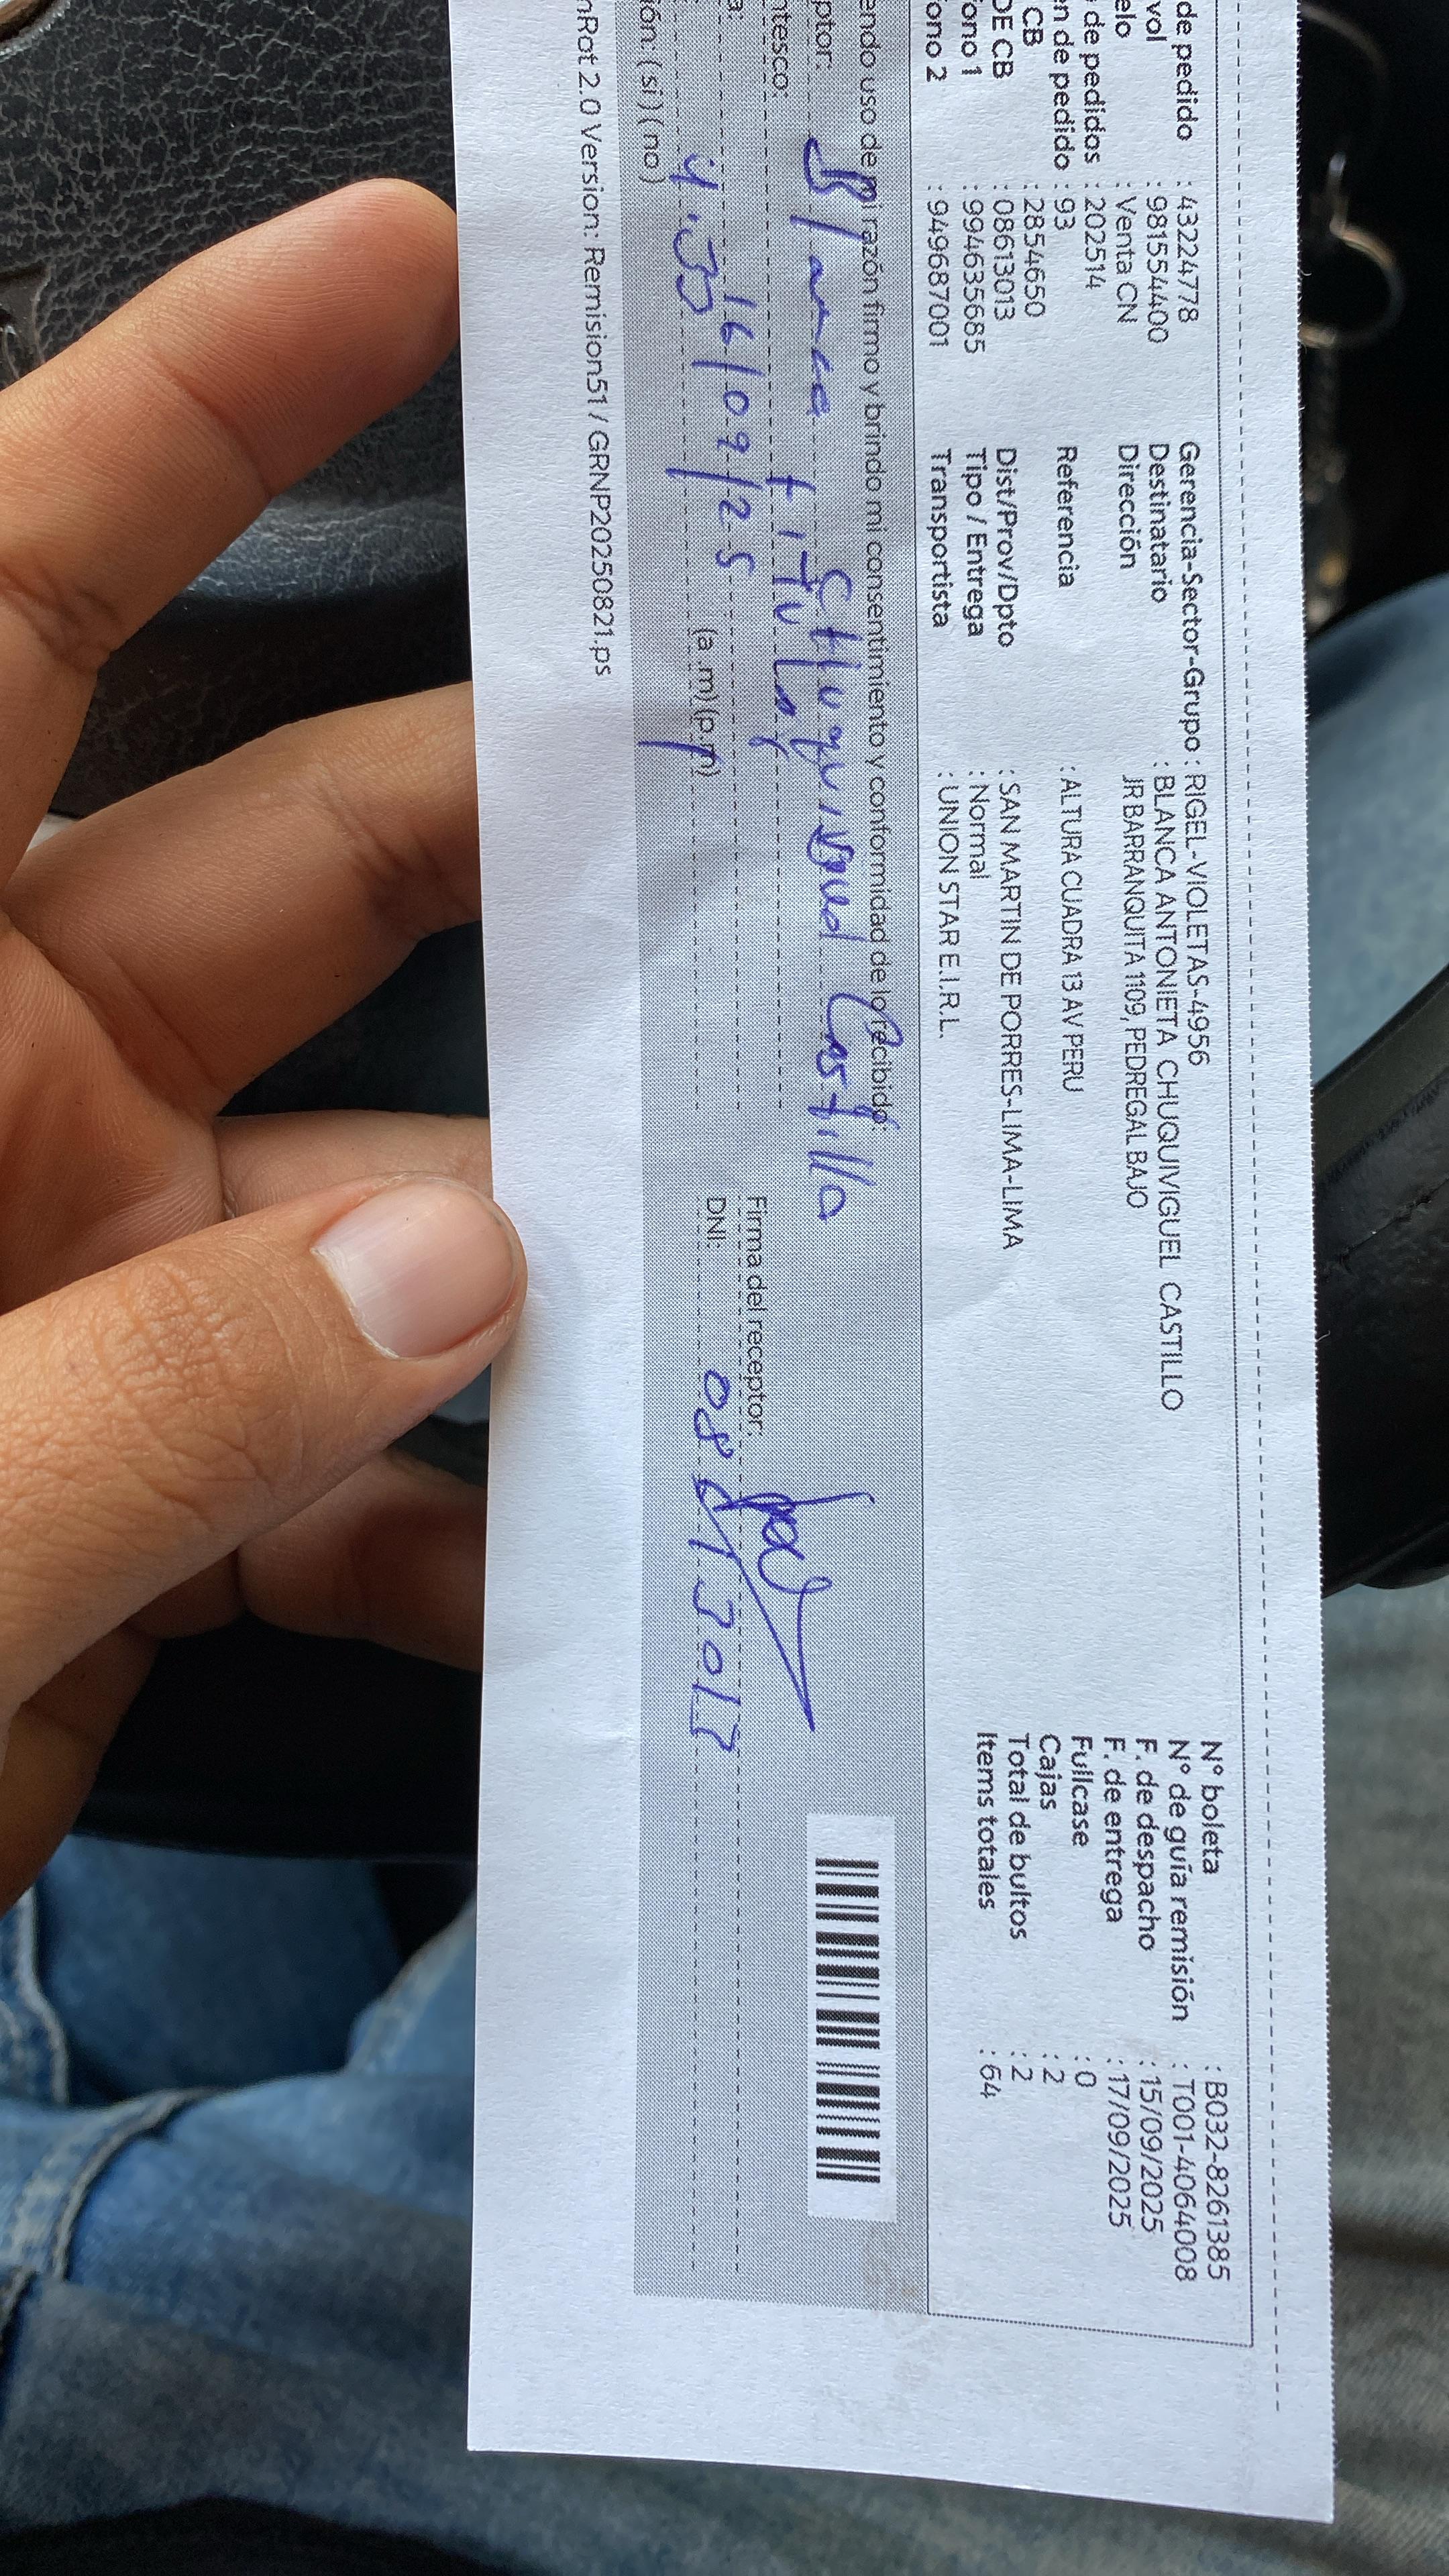 de pedido : 43224778
vol : 981554400
elo : Venta CN
de pedidos : 202514
n de pedido : 93
CB : 2854650
DE CB : 08613013
ono 1 : 994635685
ono 2 : 949687001
Gerencia-Sector-Grupo : RIGEL-VIOLETAS-4956
Destinatario : BLANCA ANTONIETA CHUQUIVIGUEL CASTILLO
Dirección JR BARRANQUITA 1109, PEDREGAL BAJO
Referencia : ALTURA CUADRA 13 AV PERU
Dist/Prov/Dpto : SAN MARTIN DE PORRES-LIMA-LIMA
Tipo / Entrega : Normal
Transportista : UNION STAR E.I.R.L.
N° boleta : B032-8261385
N° de guía remisión : T001-4064008
F. de despacho : 15/09/2025
F. de entrega : 17/09/2025
Fullcase : 0
Cajas : 2
Total de bultos : 2
Items totales : 64
endo uso de mi razón firmo y brindo mi consentimiento y conformidad de lo recibido:
ptor: Blanca Chuquiviguel Castillo
ntesco: titular
a: 16/09/25
4.33 (a .m) (p.m)
ión: ( si ) ( no )
Firma del receptor:
DNI: 08613013
nRot 2.0 Version: Remision51 / GRNP20250821.ps